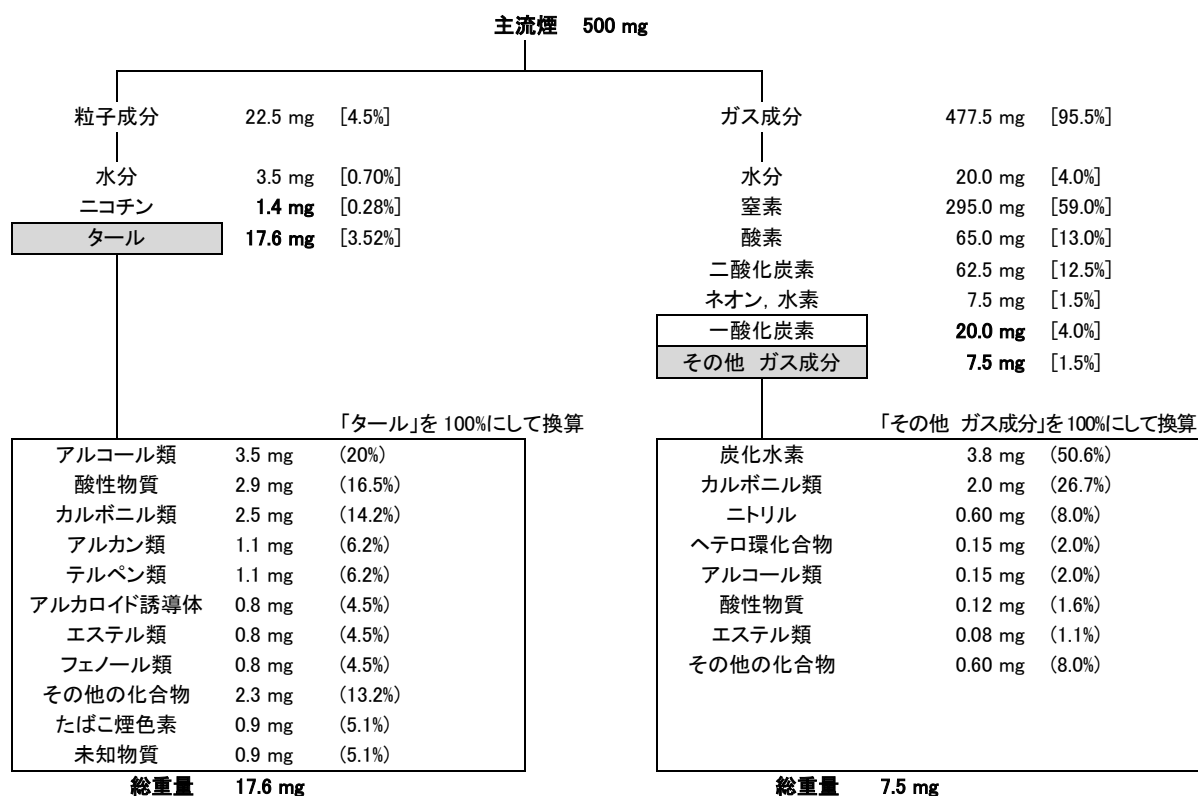 主流煙 500 mg
粒子成分 22.5 mg [4.5%]
水分 3.5 mg [0.70%]
ニコチン 1.4 mg [0.28%]
タール 17.6 mg [3.52%]
「タール」を 100%にして換算
アルコール類 3.5 mg (20%)
酸性物質 2.9 mg (16.5%)
カルボニル類 2.5 mg (14.2%)
アルカン類 1.1 mg (6.2%)
テルペン類 1.1 mg (6.2%)
アルカロイド誘導体 0.8 mg (4.5%)
エステル類 0.8 mg (4.5%)
フェノール類 0.8 mg (4.5%)
その他の化合物 2.3 mg (13.2%)
たばこ煙色素 0.9 mg (5.1%)
未知物質 0.9 mg (5.1%)
総重量 17.6 mg
ガス成分 477.5 mg [95.5%]
水分 20.0 mg [4.0%]
窒素 295.0 mg [59.0%]
酸素 65.0 mg [13.0%]
二酸化炭素 62.5 mg [12.5%]
ネオン, 水素 7.5 mg [1.5%]
一酸化炭素 20.0 mg [4.0%]
その他 ガス成分 7.5 mg [1.5%]
「その他 ガス成分」を 100%にして換算
炭化水素 3.8 mg (50.6%)
カルボニル類 2.0 mg (26.7%)
ニトリル 0.60 mg (8.0%)
ヘテロ環化合物 0.15 mg (2.0%)
アルコール類 0.15 mg (2.0%)
酸性物質 0.12 mg (1.6%)
エステル類 0.08 mg (1.1%)
その他の化合物 0.60 mg (8.0%)
総重量 7.5 mg